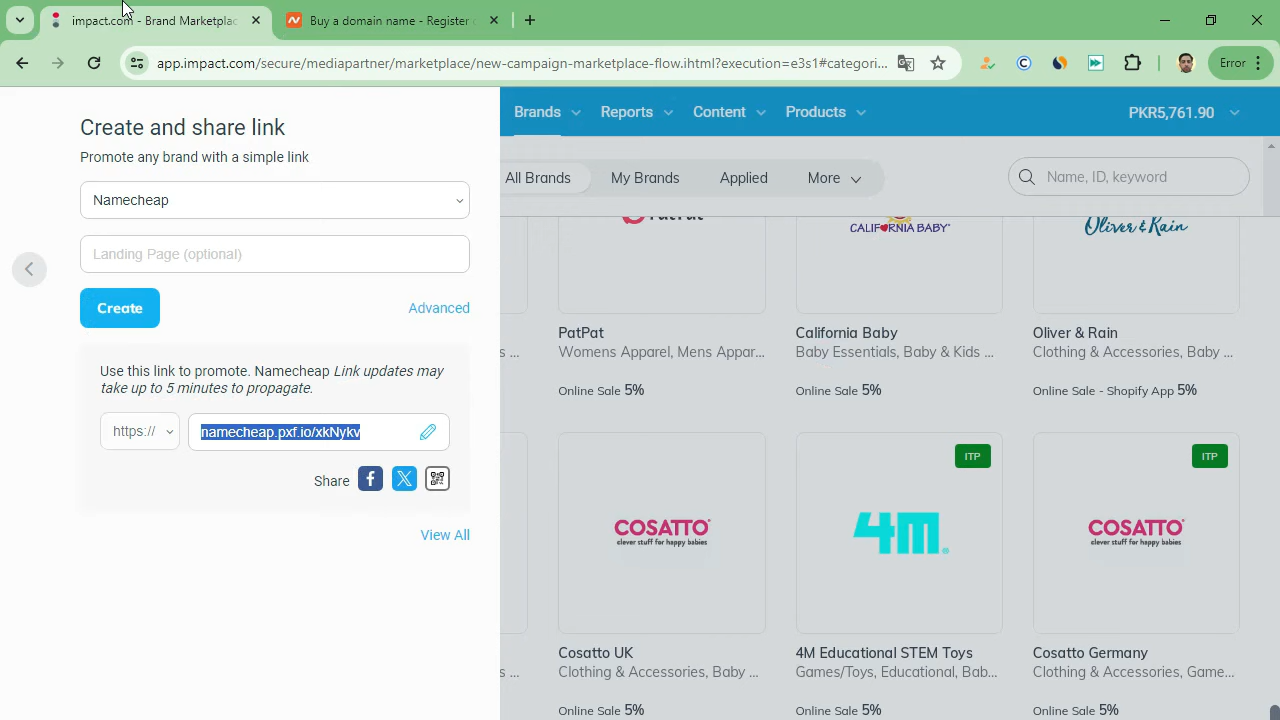 impact.com - Brand Marketplac
Buy a domain name - Register
app.impact.com/secure/mediapartner/marketplace/new-campaign-marketplace-flow.ihtml?execution=e3s1#categori...
Error
Create and share link
Promote any brand with a simple link
Namecheap
Landing Page (optional)
Create
Advanced
Use this link to promote. Namecheap Link updates may
take up to 5 minutes to propagate.
https://
namecheap.pxf.io/xkNykv
Share
View All
Brands
Reports
Content
Products
PKR5,761.90
All Brands
My Brands
Applied
More
Name, ID, keyword
CALIFORNIA BABY
Oliver & Rain
s ...
PatPat
Womens Apparel, Mens Appar...
Online Sale 5%
California Baby
Baby Essentials, Baby & Kids ...
Online Sale 5%
Oliver & Rain
Clothing & Accessories, Baby ...
Online Sale - Shopify App 5%
ITP
ITP
COSATTO
clever stuff for happy babies
4M
COSATTO
clever stuff for happy babies
s ...
Cosatto UK
Clothing & Accessories, Baby ...
Online Sale 5%
4M Educational STEM Toys
Games/Toys, Educational, Bab...
Online Sale 5%
Cosatto Germany
Clothing & Accessories, Game...
Online Sale 5%